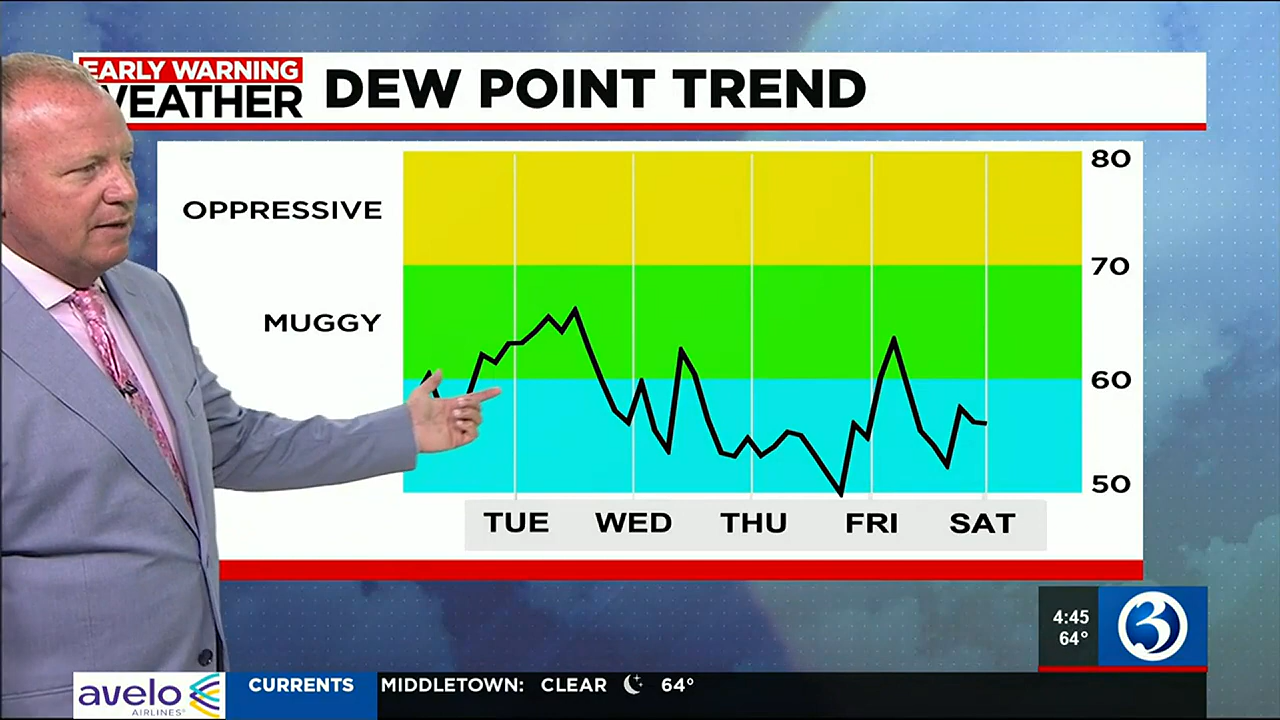 EARLY WARNING
WEATHER
DEW POINT TREND
80
OPPRESSIVE
70
MUGGY
60
50
TUE WED THU FRI SAT
4:45
64°
3
avelo
AIRLINES®
CURRENTS
MIDDLETOWN: CLEAR 64°